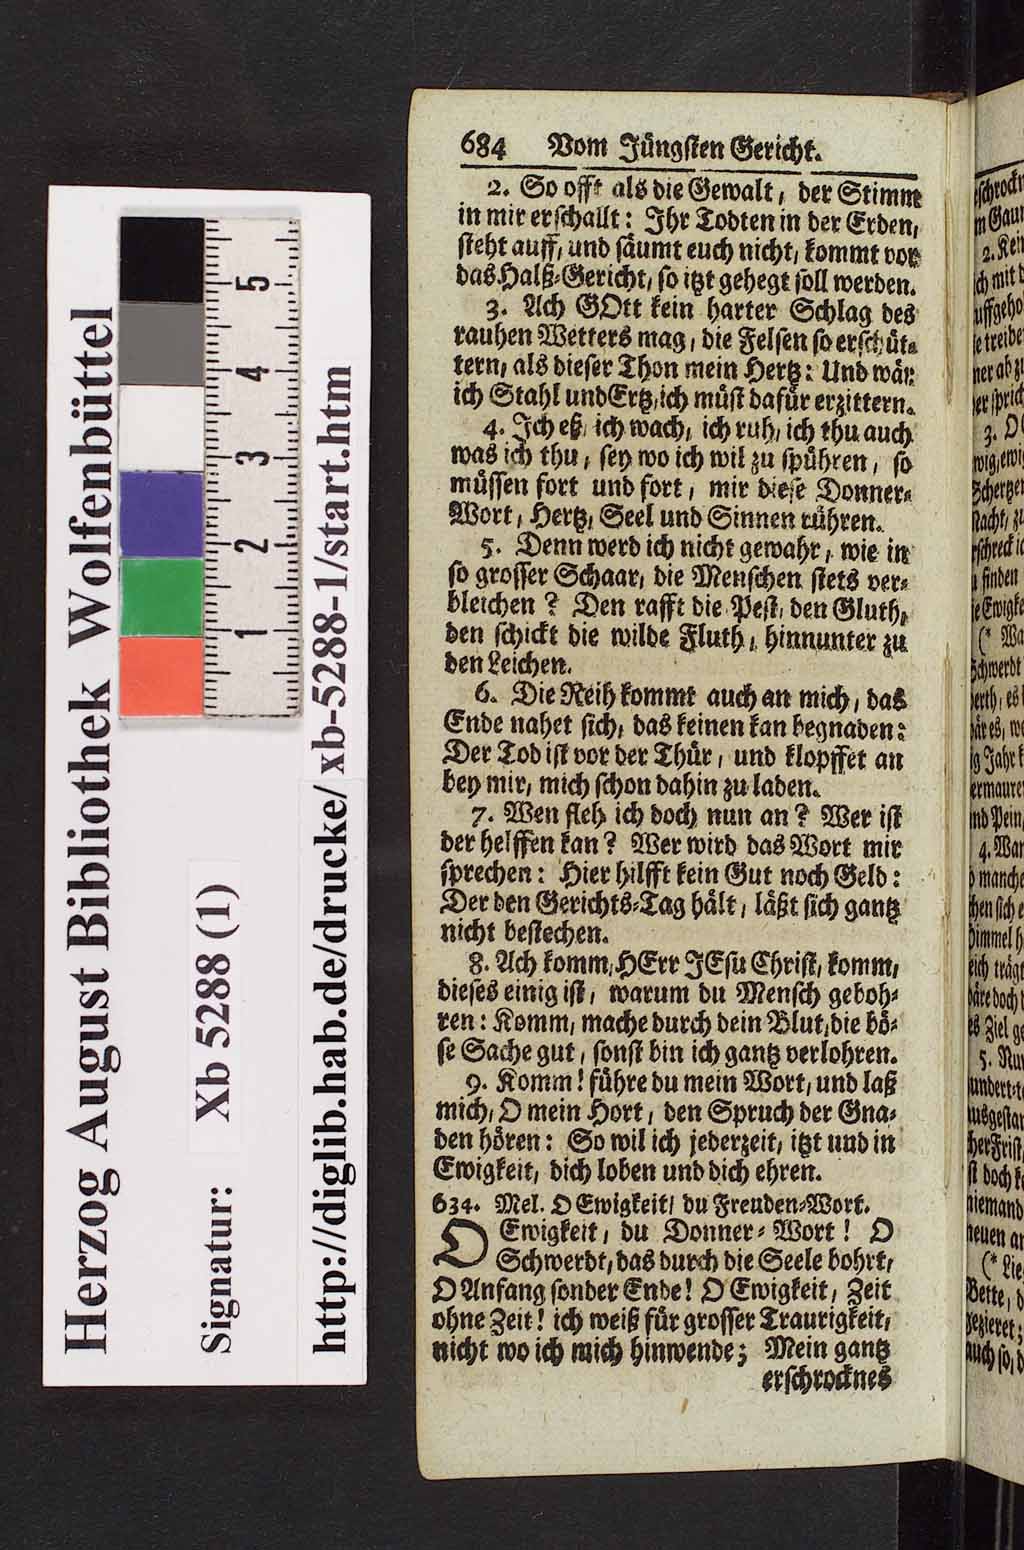 Herzog August Bibliothek Wolfenbüttel
Signatur: Xb 5288 (1)
http://diglib.hab.de/drucke/xb-5288-1/start.htm
5
4
3
2
1
684 Vom Jüngſten Gericht.
2. So offt als die Gewalt, der Stimm
in mir erſchallt: Ihr Todten in der Erden,
ſteht auff, und ſäumt euch nicht, kommt vor
das Halß-Gericht, ſo itzt gehegt ſoll werden.
3. Ach GOtt kein harter Schlag des
rauhen Wetters mag, die Felſen ſo erſchüt-
tern, als dieſer Thon mein Hertz: Und wär
ich Stahl und Ertz, ich müſt dafür erzittern.
4. Ich eß, ich wach, ich ruh, ich thu auch
was ich thu, ſey wo ich wil zu ſpühren, ſo
müſſen fort und fort, mir dieſe Donner-
Wort, Hertz, Seel und Sinnen rühren.
5. Denn werd ich nicht gewahr, wie in
ſo groſſer Schaar, die Menſchen ſtets ver-
bleichen? Den rafft die Peſt, den Gluth,
den ſchickt die wilde Fluth, hinnunter zu
den Leichen.
6. Die Reih kommt auch an mich, das
Ende nahet ſich, das keinen kan begnaden:
Der Tod iſt vor der Thür, und klopffet an
bey mir, mich ſchon dahin zu laden.
7. Wen fleh ich doch nun an? Wer iſt
der helffen kan? Wer wird das Wort mir
ſprechen: Hier hilfft kein Gut noch Geld:
Der den Gerichts-Tag hält, läßt ſich gantz
nicht beſtechen.
8. Ach komm, HErr JEſu Chriſt, komm,
dieſes einig iſt, warum du Menſch geboh-
ren: Komm, mache durch dein Blut, die bö-
ſe Sache gut, ſonſt bin ich gantz verlohren.
9. Komm! führe du mein Wort, und laß
mich, O mein Hort, den Spruch der Gna-
den hören: So wil ich jederzeit, itzt und in
Ewigkeit, dich loben und dich ehren.
634. Mel. O Ewigkeit, du Freuden-Wort.
O Ewigkeit, du Donner-Wort! O
Schwerdt, das durch die Seele bohrt,
O Anfang ſonder Ende! O Ewigkeit, Zeit
ohne Zeit! ich weiß für groſſer Traurigkeit,
nicht wo ich mich hinwende; Mein gantz
erſchrocknes